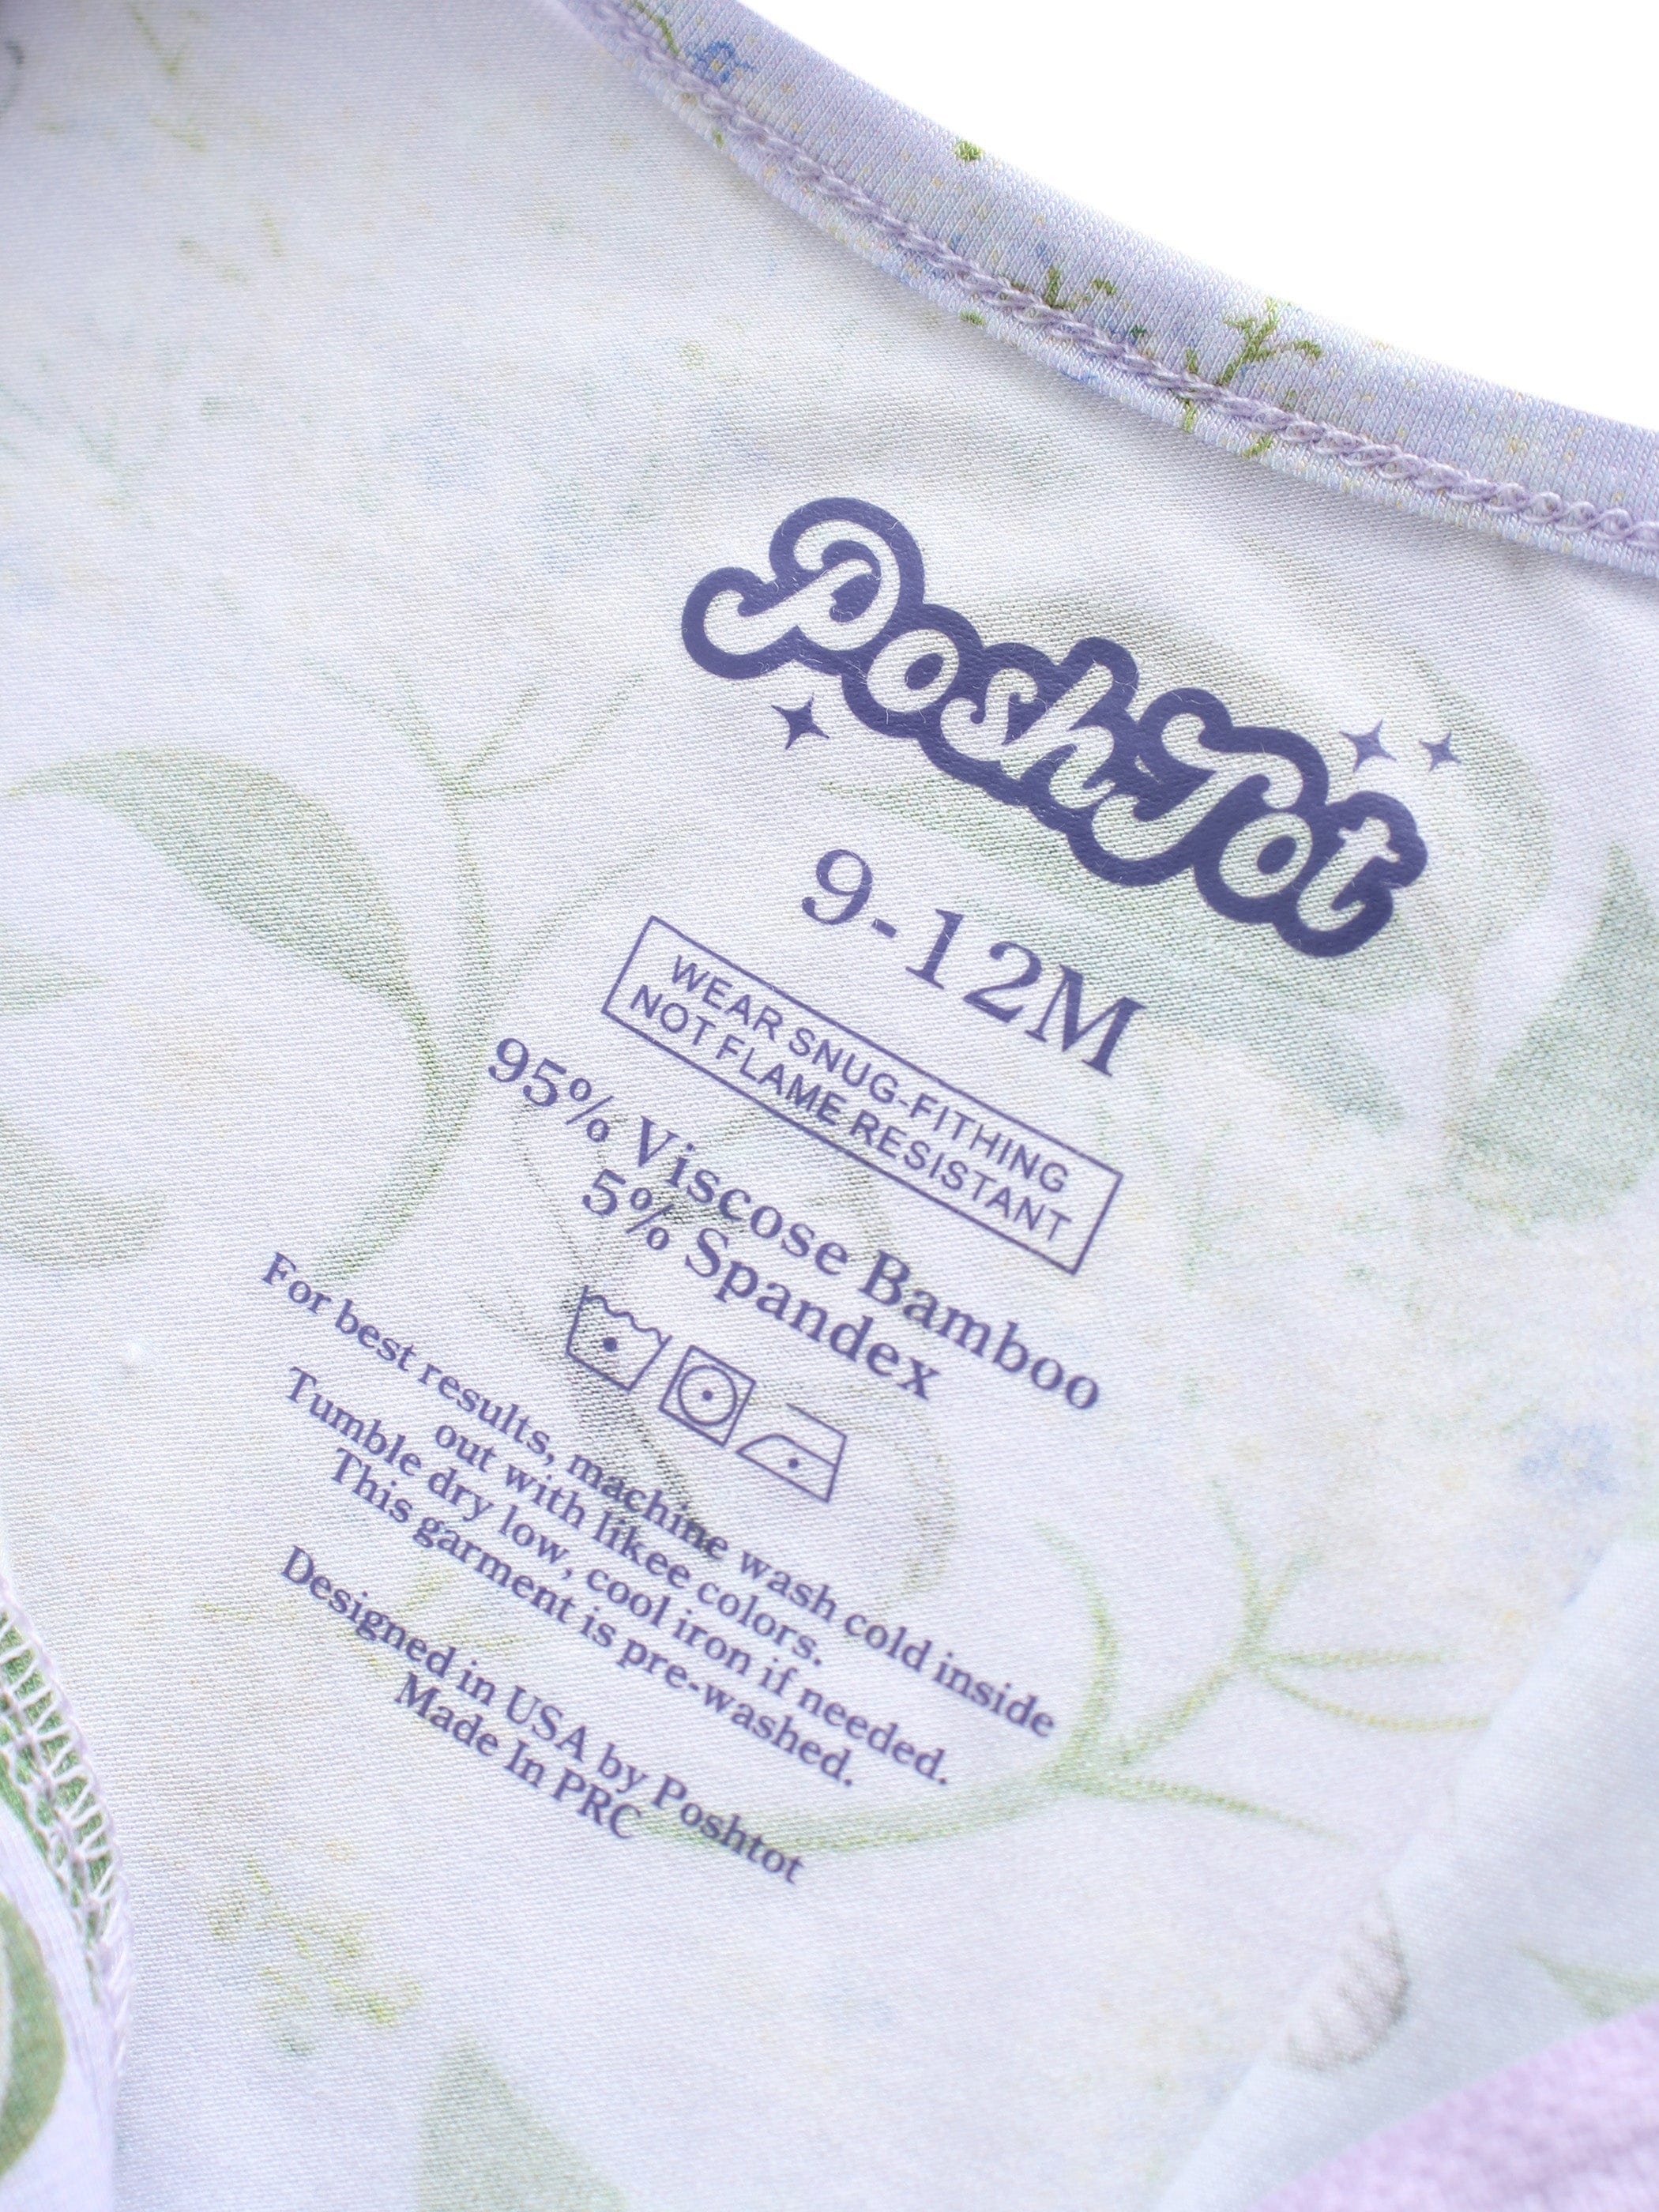 PoshTot
9-12M
WEAR SNUG-FITHING
NOT FLAME RESISTANT
95% Viscose Bamboo
5% Spandex
For best results, machine wash cold inside
out with likee colors.
Tumble dry low, cool iron if needed.
This garment is pre-washed.
Designed in USA by Poshtot
Made In PRC